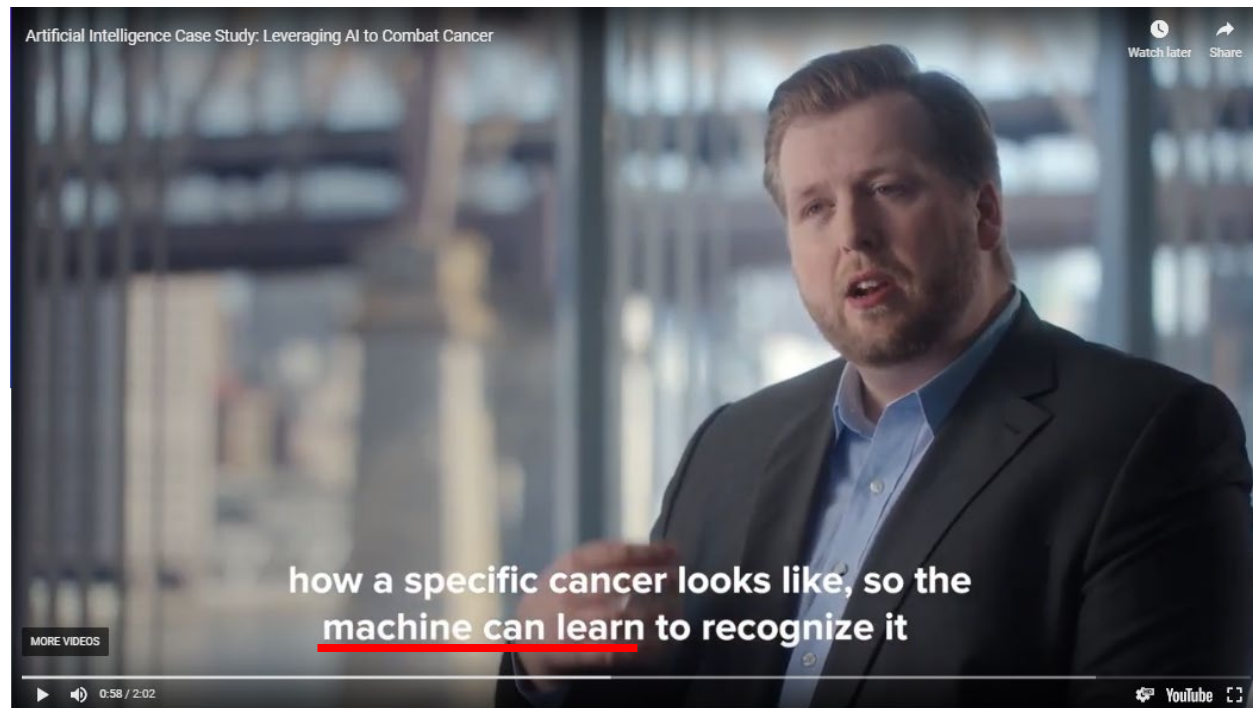 Artificial Intelligence Case Study: Leveraging AI to Combat Cancer
Watch later
Share
how a specific cancer looks like, so the
machine can learn to recognize it
MORE VIDEOS
0:58 / 2:02
YouTube